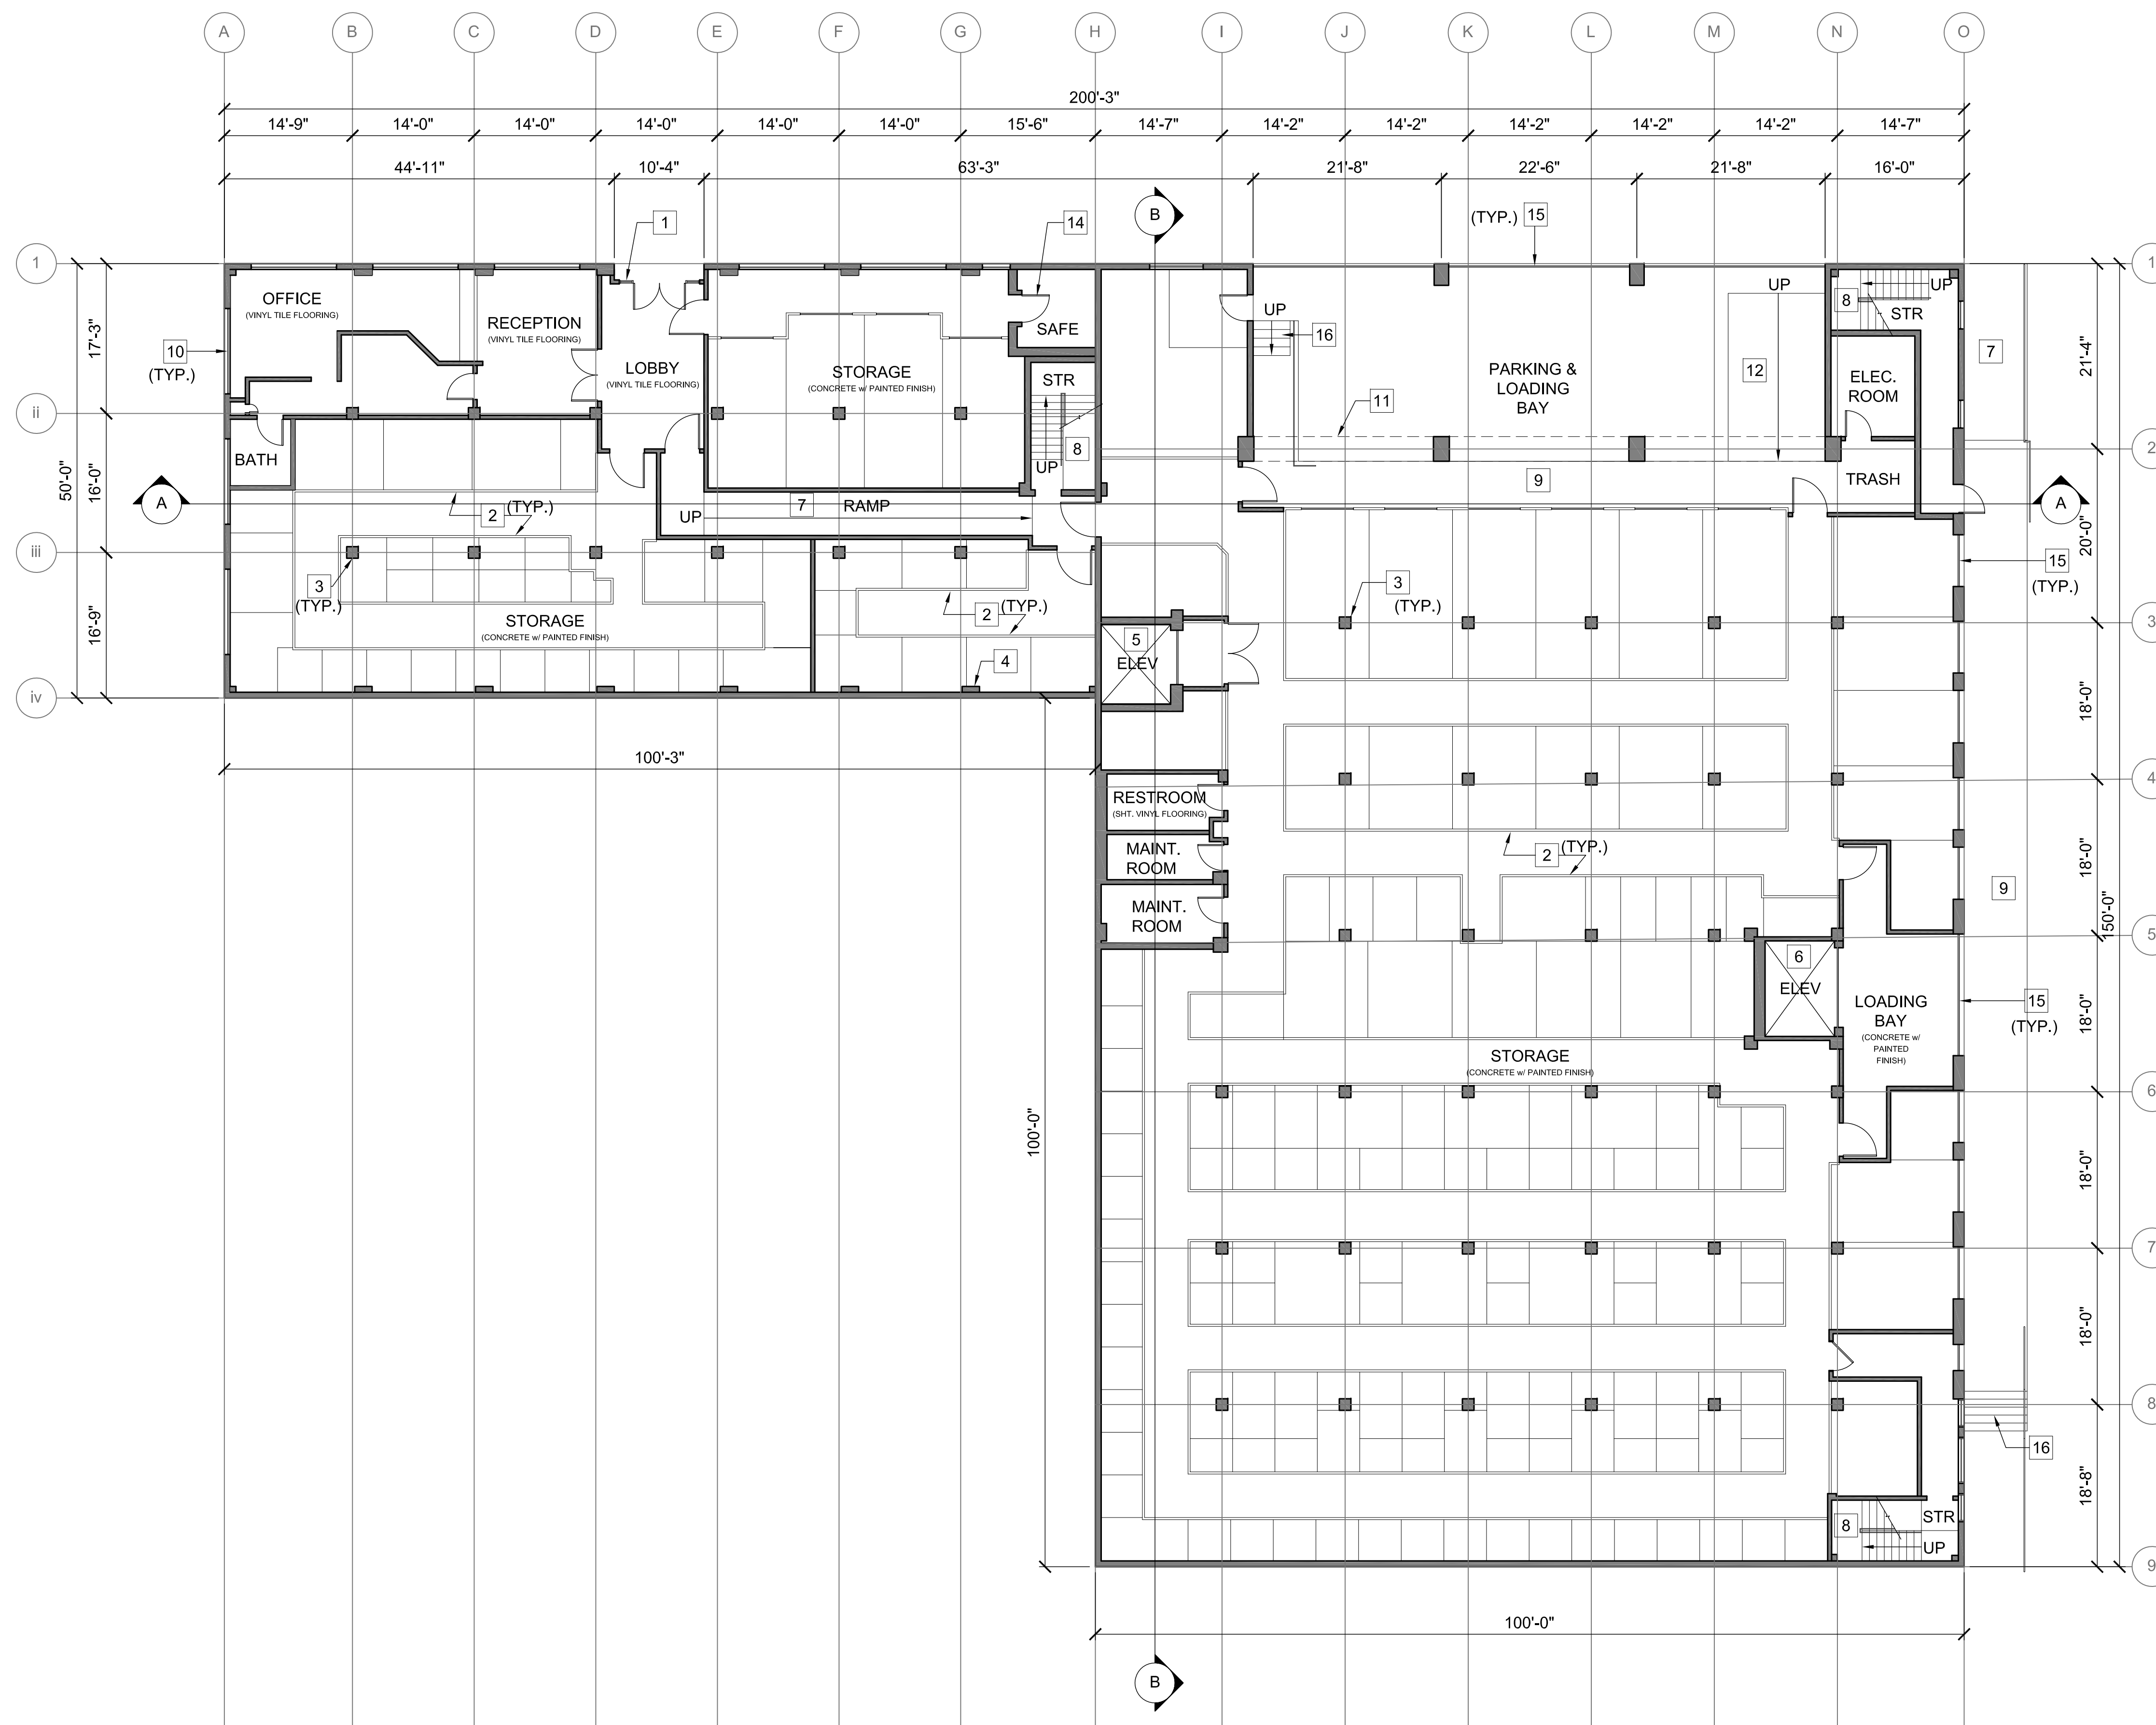 A B C D E F G H I J K L M N O
200'-3"
14'-9" 14'-0" 14'-0" 14'-0" 14'-0" 14'-0" 15'-6" 14'-7" 14'-2" 14'-2" 14'-2" 14'-2" 14'-2" 14'-7"
44'-11" 10'-4" 63'-3" 21'-8" 22'-6" 21'-8" 16'-0"
B
1
14
(TYP.) 15
1
1
OFFICE
(VINYL TILE FLOORING)
RECEPTION
(VINYL TILE FLOORING)
LOBBY
(VINYL TILE FLOORING)
STORAGE
(CONCRETE w/ PAINTED FINISH)
SAFE
STR
8
UP
UP
16
PARKING &
LOADING
BAY
UP
12
11
8
UP
STR
7
ELEC.
ROOM
TRASH
10
(TYP.)
17'-3"
21'-4"
ii
2
BATH
50'-0"
16'-0"
A
2 (TYP.)
UP
7
RAMP
9
A
20'-0"
iii
3
(TYP.)
STORAGE
(CONCRETE w/ PAINTED FINISH)
2 (TYP.)
4
16'-9"
iv
3
(TYP.)
15
(TYP.)
3
5
ELEV
18'-0"
100'-3"
4
RESTROOM
(SHT. VINYL FLOORING)
MAINT.
ROOM
MAINT.
ROOM
2 (TYP.)
18'-0"
9
150'-0"
5
6
ELEV
LOADING
BAY
(CONCRETE w/
PAINTED
FINISH)
15
(TYP.)
18'-0"
STORAGE
(CONCRETE w/ PAINTED FINISH)
6
100'-0"
18'-0"
7
18'-0"
8
16
18'-8"
8
STR
UP
9
100'-0"
B